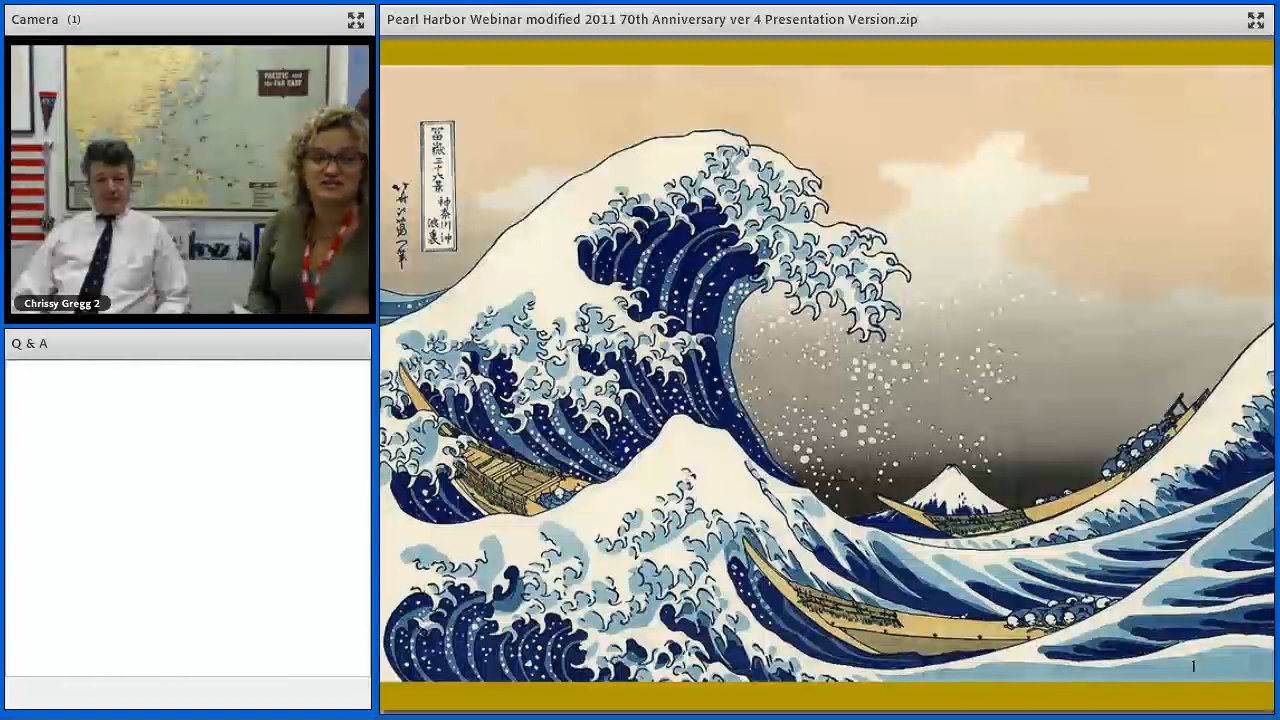 Camera (1)
Pearl Harbor Webinar modified 2011 70th Anniversary ver 4 Presentation Version.zip
PACIFIC and
the FAR EAST
Chrissy Gregg 2
Q & A
冨嶽三十六景 神奈川沖
浪裏
1